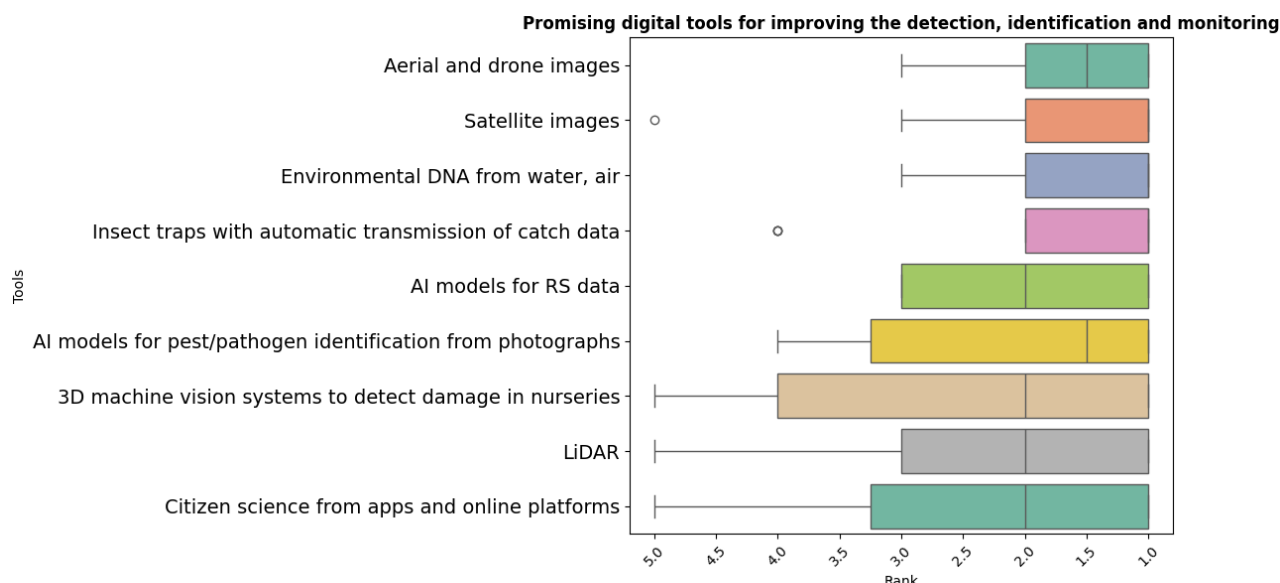 Promising digital tools for improving the detection, identification and monitoring
Aerial and drone images
Satellite images
Environmental DNA from water, air
Insect traps with automatic transmission of catch data
AI models for RS data
AI models for pest/pathogen identification from photographs
3D machine vision systems to detect damage in nurseries
LiDAR
Citizen science from apps and online platforms
Tools
5.0 4.5 4.0 3.5 3.0 2.5 2.0 1.5 1.0
Rank